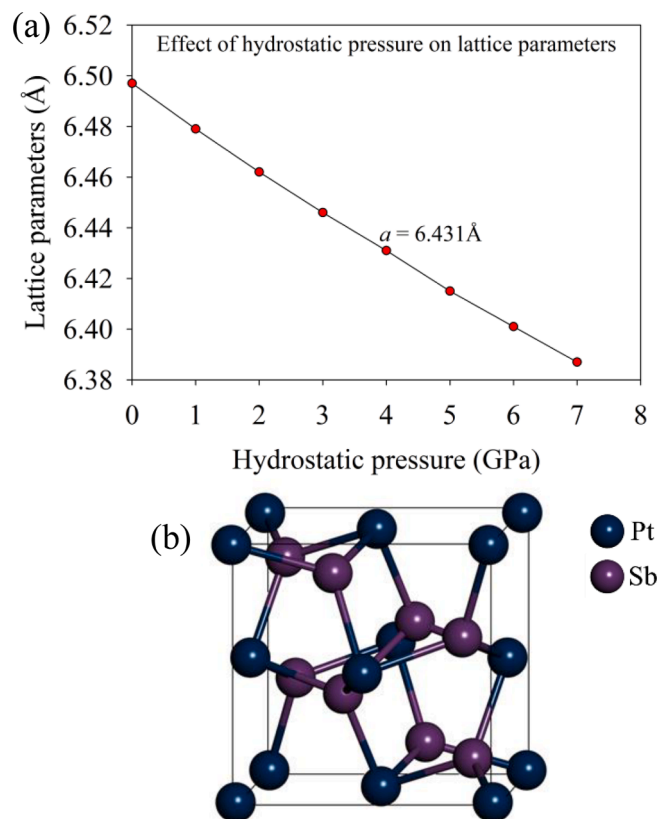 (a)
Effect of hydrostatic pressure on lattice parameters
Lattice parameters (Å)
6.52
6.50
6.48
6.46
6.44
6.42
6.40
6.38
a = 6.431Å
0 1 2 3 4 5 6 7 8
Hydrostatic pressure (GPa)
(b)
Pt
Sb